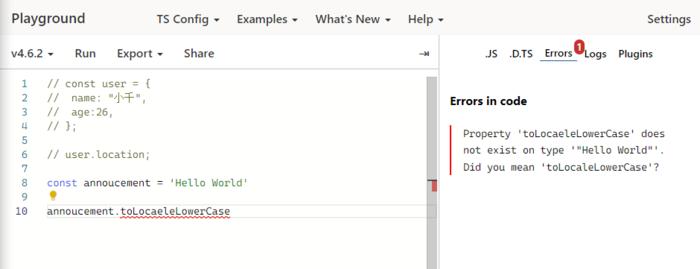 Playground TS Config Examples What's New Help Settings
v4.6.2 Run Export Share .JS .D.TS Errors 1 Logs Plugins
1 // const user = {
2 //  name: "小千",
3 //  age:26,
4 // };
5
6 // user.location;
7
8 const annoucement = 'Hello World'
9
10 annoucement.toLocaeleLowerCase
Errors in code
Property 'toLocaeleLowerCase' does
not exist on type '"Hello World"'.
Did you mean 'toLocaleLowerCase'?